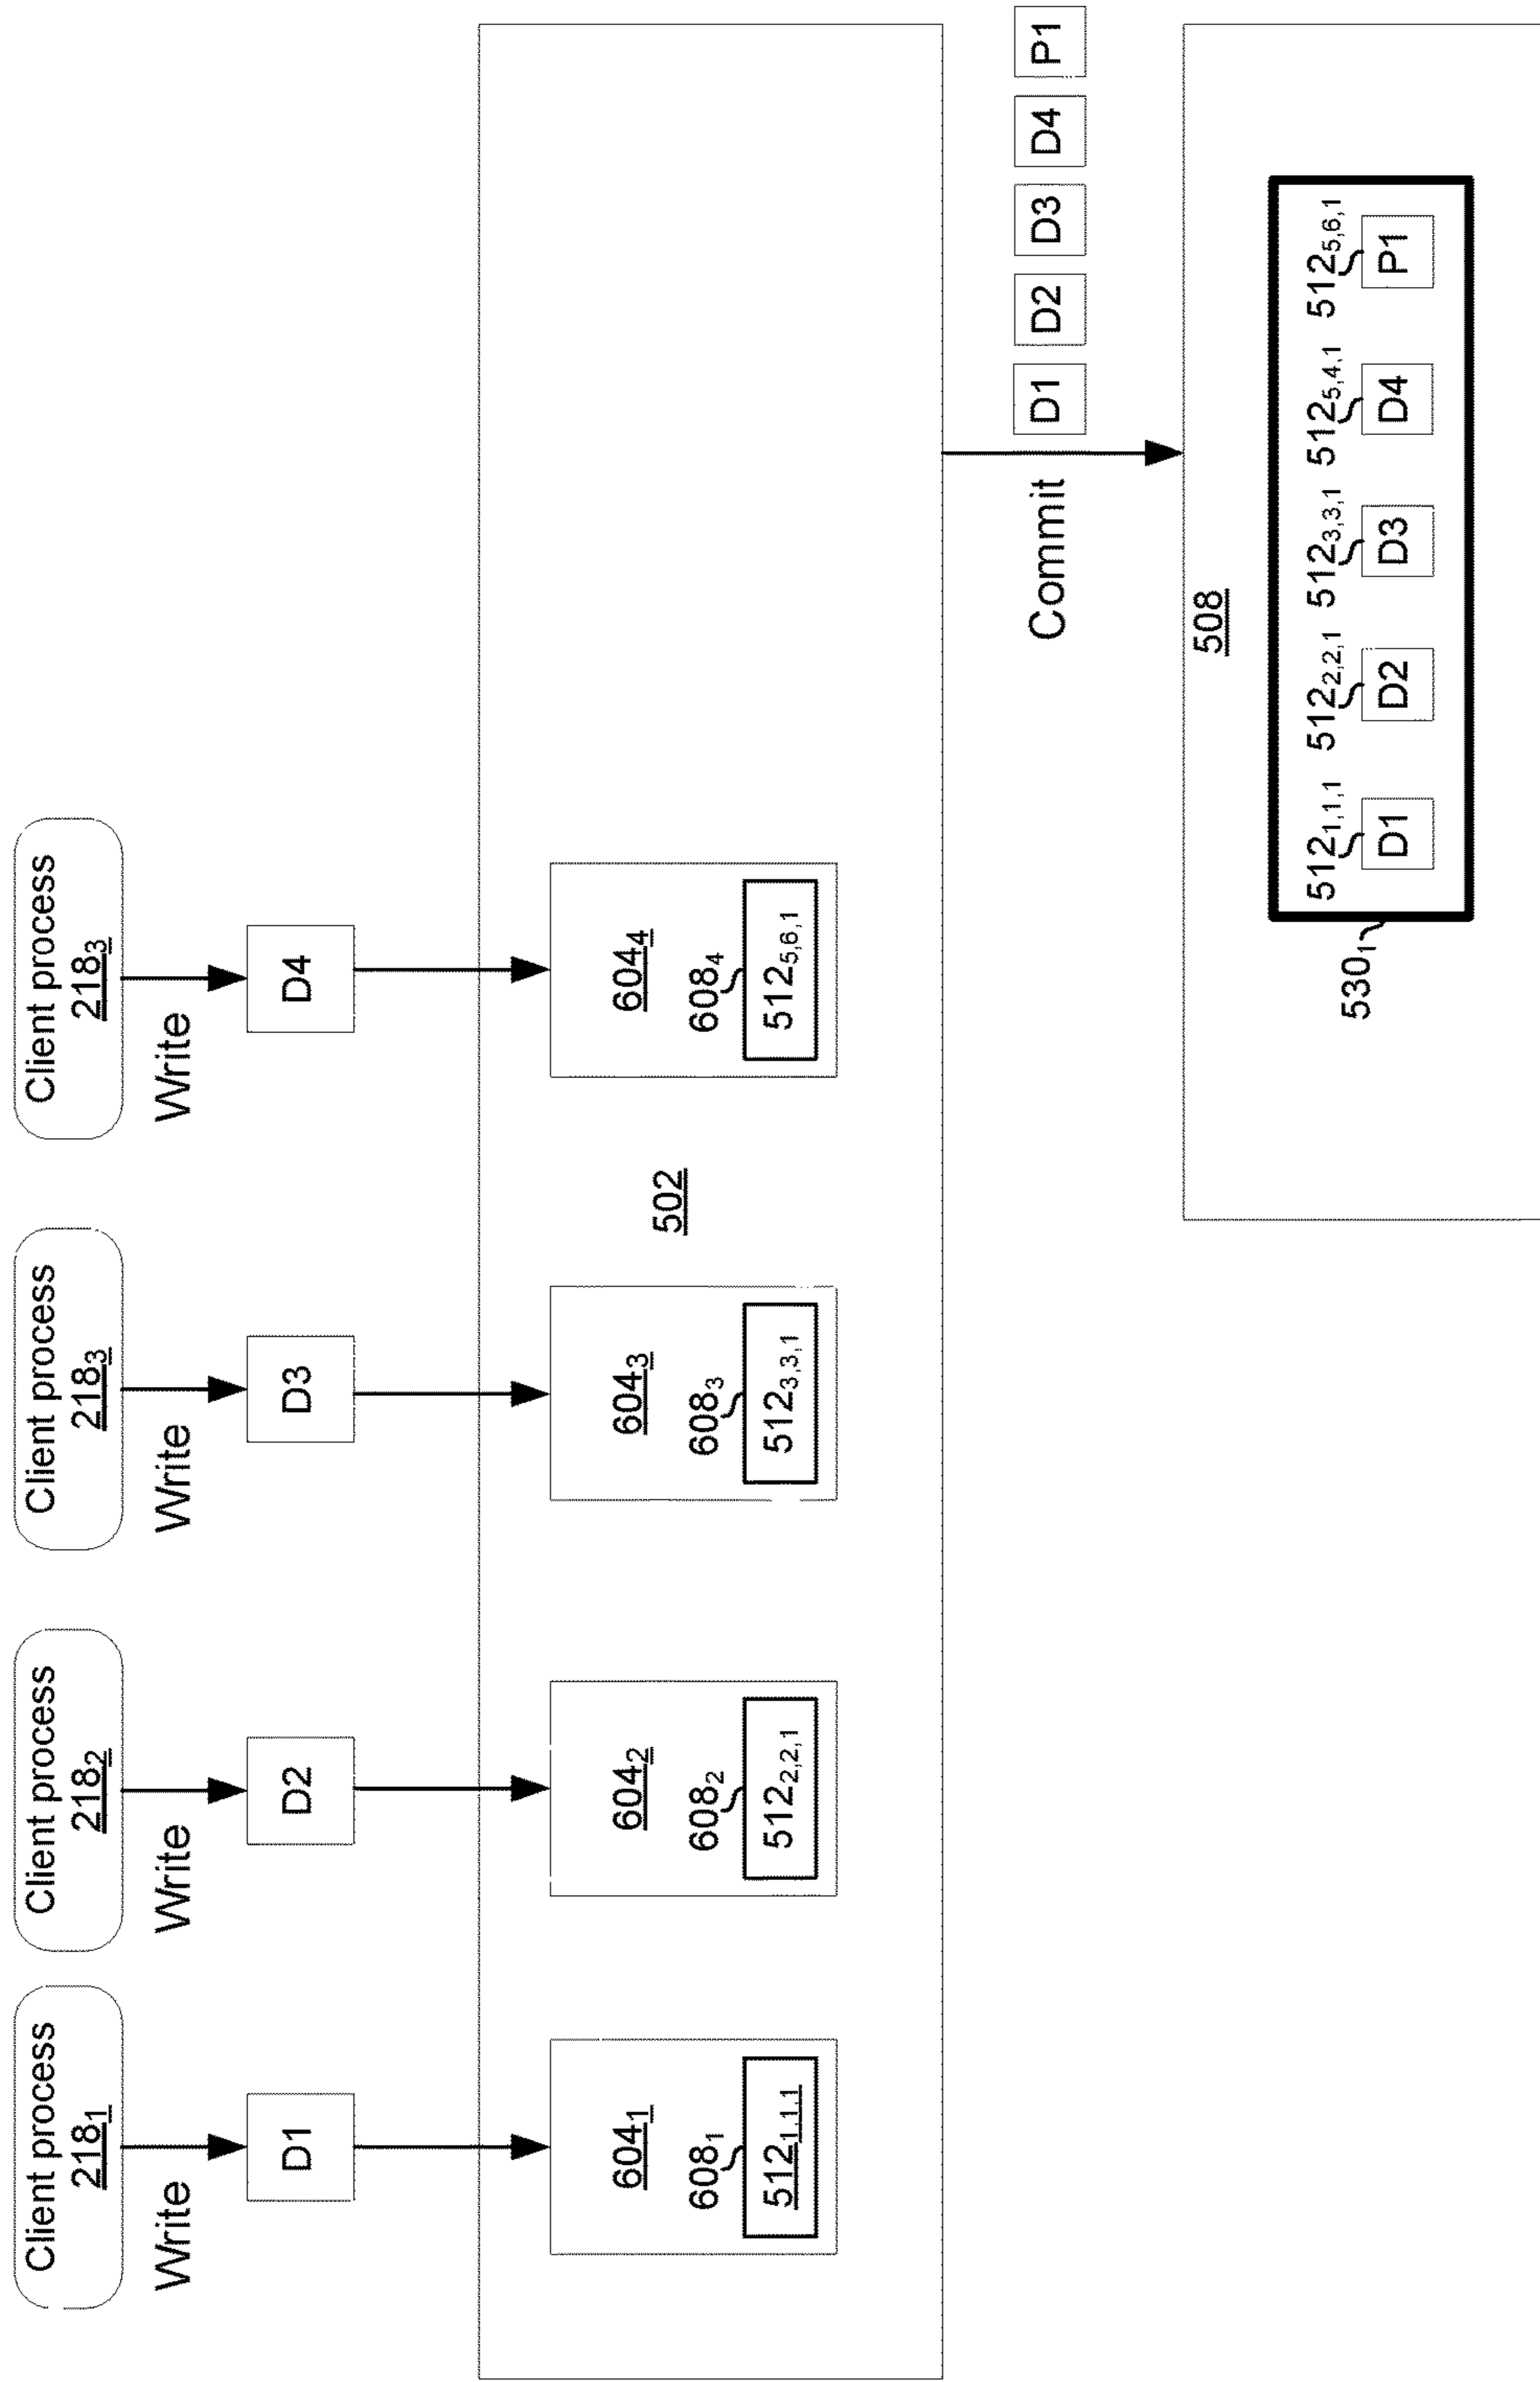 Client process
218₁
Client process
218₂
Client process
218₃
Client process
218₃
Write
Write
Write
Write
D1
D2
D3
D4
604₁
604₂
604₃
604₄
502
608₁
608₂
608₃
608₄
512₁,₁,₁
512₂,₂,₁
512₃,₃,₁
512₅,₆,₁
Commit
D1
D2
D3
D4
P1
508
512₁,₁,₁
512₂,₂,₁
512₃,₃,₁
512₅,₄,₁
512₅,₆,₁
D1
D2
D3
D4
P1
530₁